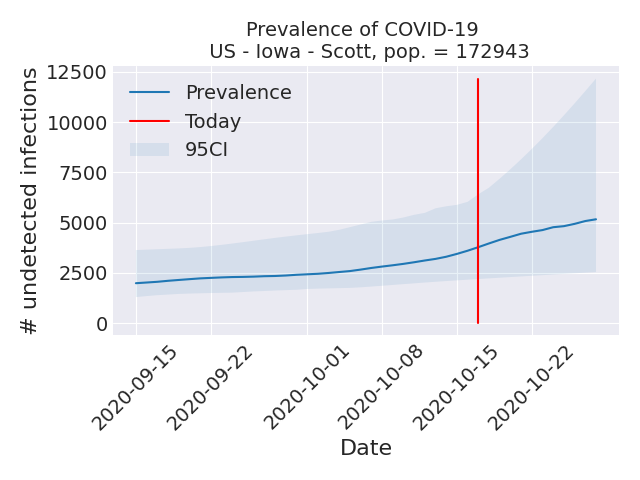 Prevalence of COVID-19
US - Iowa - Scott, pop. = 172943
# undetected infections
12500
10000
7500
5000
2500
0
Prevalence
Today
95CI
2020-09-15
2020-09-22
2020-10-01
2020-10-08
2020-10-15
2020-10-22
Date